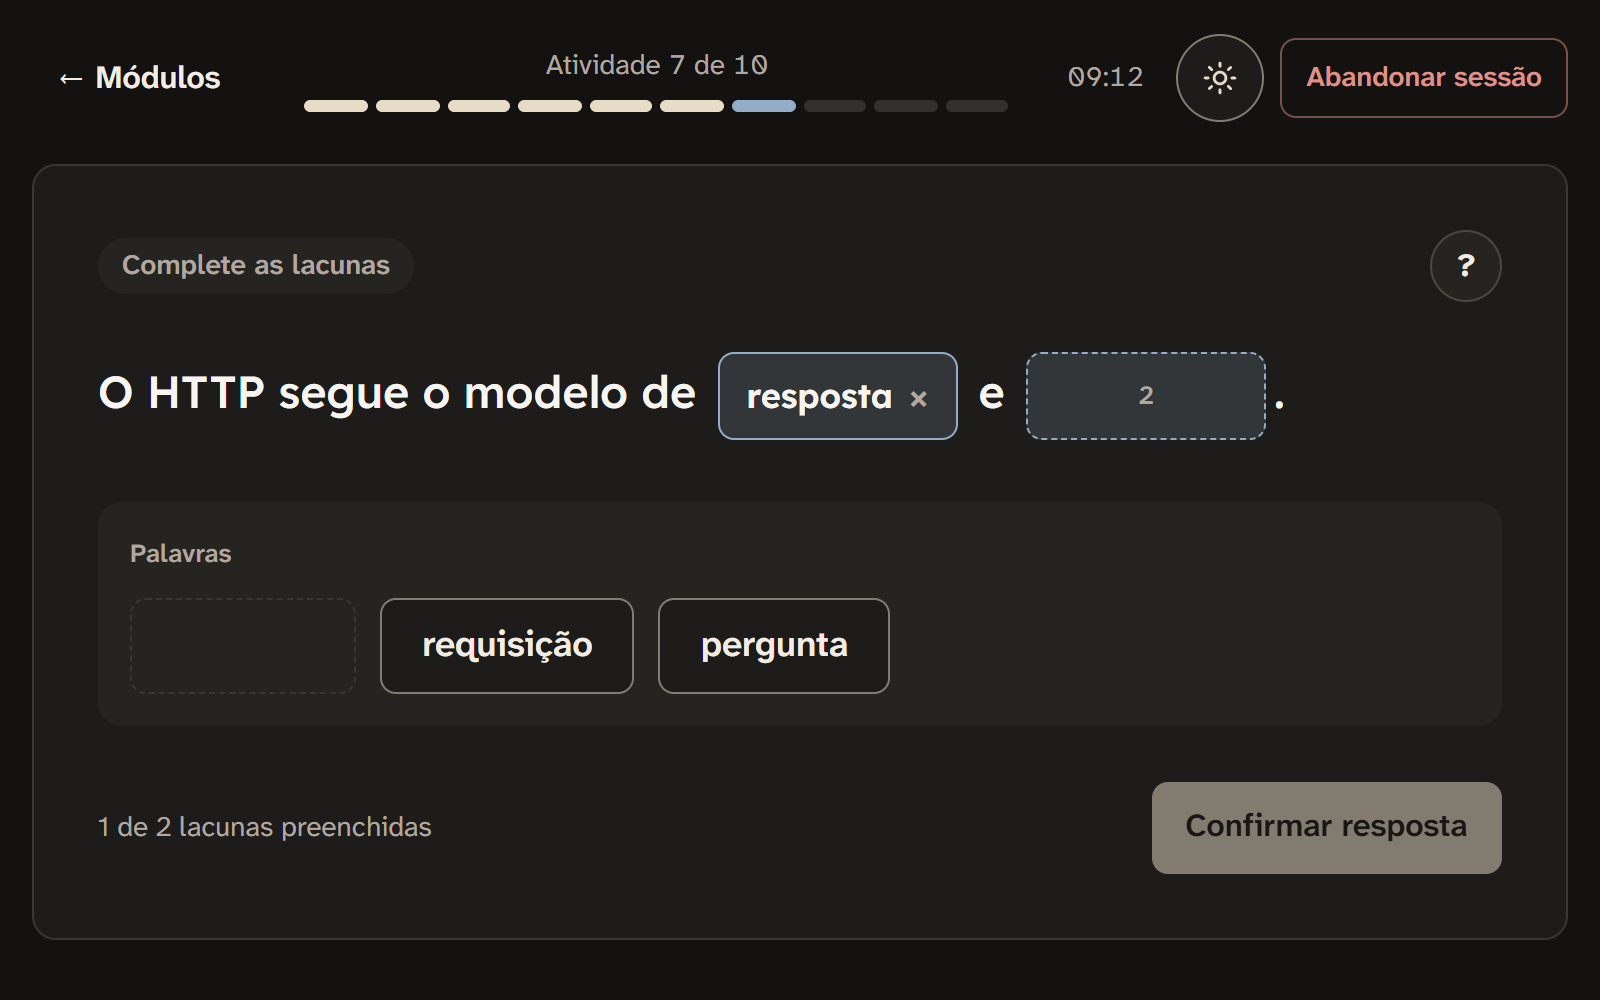 ← Módulos
Atividade 7 de 10
09:12
Abandonar sessão
Complete as lacunas
?
O HTTP segue o modelo de resposta × e 2 .
Palavras
requisição
pergunta
1 de 2 lacunas preenchidas
Confirmar resposta